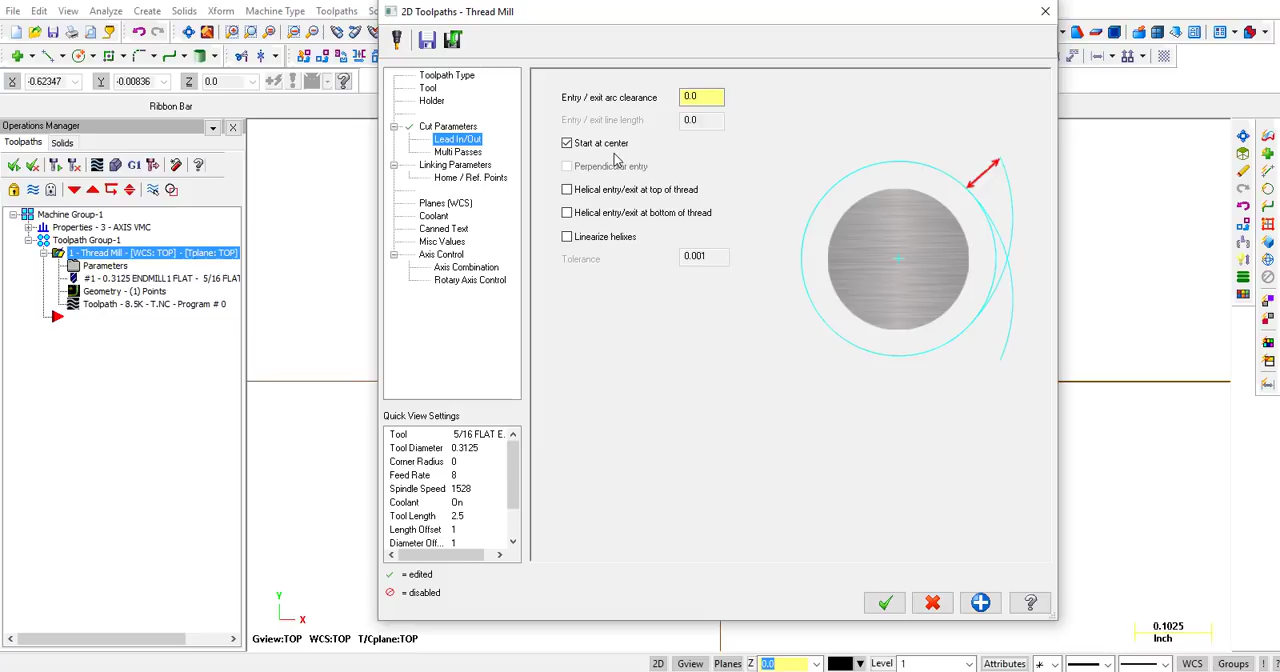 File Edit View Analyze Create Solids Xform Machine Type Toolpaths
2D Toolpaths - Thread Mill
X -0.62347 Y -0.00836 Z 0.0
Ribbon Bar
Operations Manager
Toolpaths Solids
G1
Machine Group-1
Properties - 3 - AXIS VMC
Toolpath Group-1
1 - Thread Mill - [WCS: TOP] - [Tplane: TOP]
Parameters
#1 - 0.3125 ENDMILL1 FLAT - 5/16 FLAT
Geometry - (1) Points
Toolpath - 8.5K - T.NC - Program # 0
Toolpath Type
Tool
Holder
Cut Parameters
Lead In/Out
Multi Passes
Linking Parameters
Home / Ref. Points
Planes (WCS)
Coolant
Canned Text
Misc Values
Axis Control
Axis Combination
Rotary Axis Control
Quick View Settings
Tool 5/16 FLAT E.
Tool Diameter 0.3125
Corner Radius 0
Feed Rate 8
Spindle Speed 1528
Coolant On
Tool Length 2.5
Length Offset 1
Diameter Off... 1
= edited
= disabled
Entry / exit arc clearance 0.0
Entry / exit line length 0.0
Start at center
Perpendicular entry
Helical entry/exit at top of thread
Helical entry/exit at bottom of thread
Linearize helixes
Tolerance 0.001
Y
X
Gview:TOP WCS:TOP T/Cplane:TOP
0.1025
Inch
2D Gview Planes Z 0.0 Level 1 Attributes WCS Groups